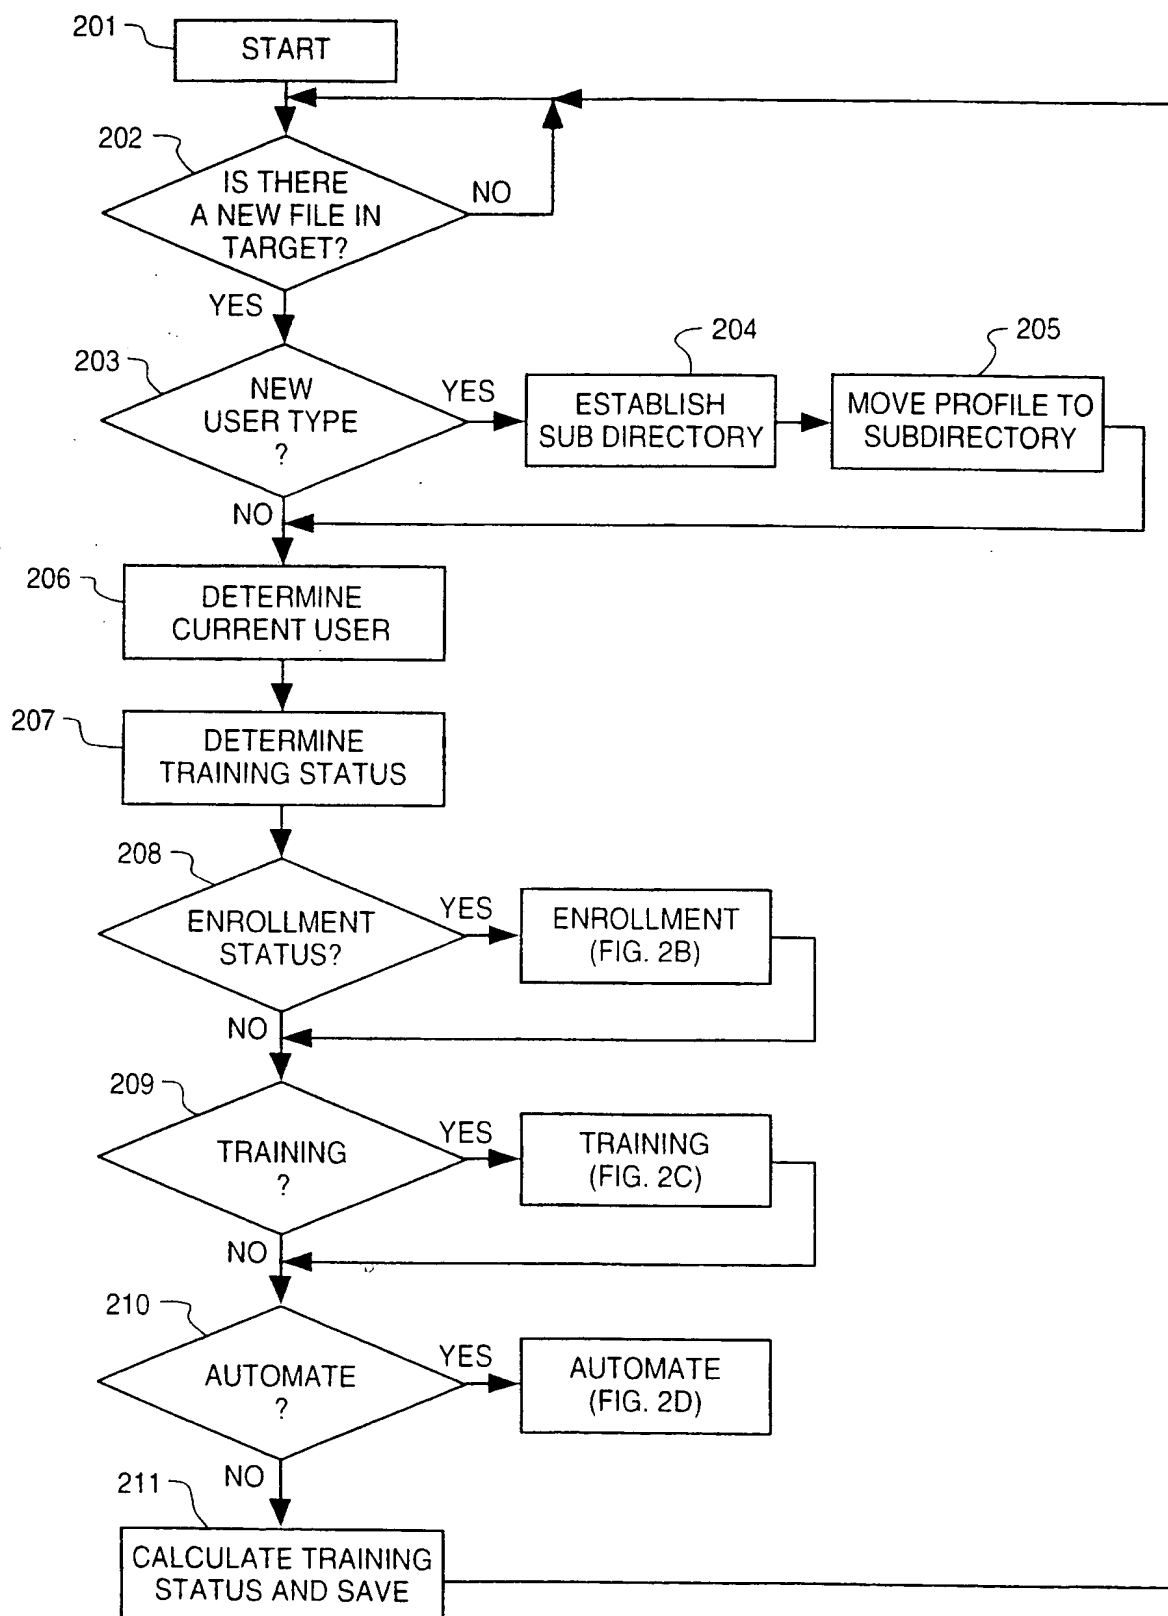 201
START
202
IS THERE
A NEW FILE IN
TARGET?
NO
YES
203
NEW
USER TYPE
?
YES
204
ESTABLISH
SUB DIRECTORY
205
MOVE PROFILE TO
SUBDIRECTORY
NO
206
DETERMINE
CURRENT USER
207
DETERMINE
TRAINING STATUS
208
ENROLLMENT
STATUS?
YES
ENROLLMENT
(FIG. 2B)
NO
209
TRAINING
?
YES
TRAINING
(FIG. 2C)
NO
210
AUTOMATE
?
YES
AUTOMATE
(FIG. 2D)
NO
211
CALCULATE TRAINING
STATUS AND SAVE